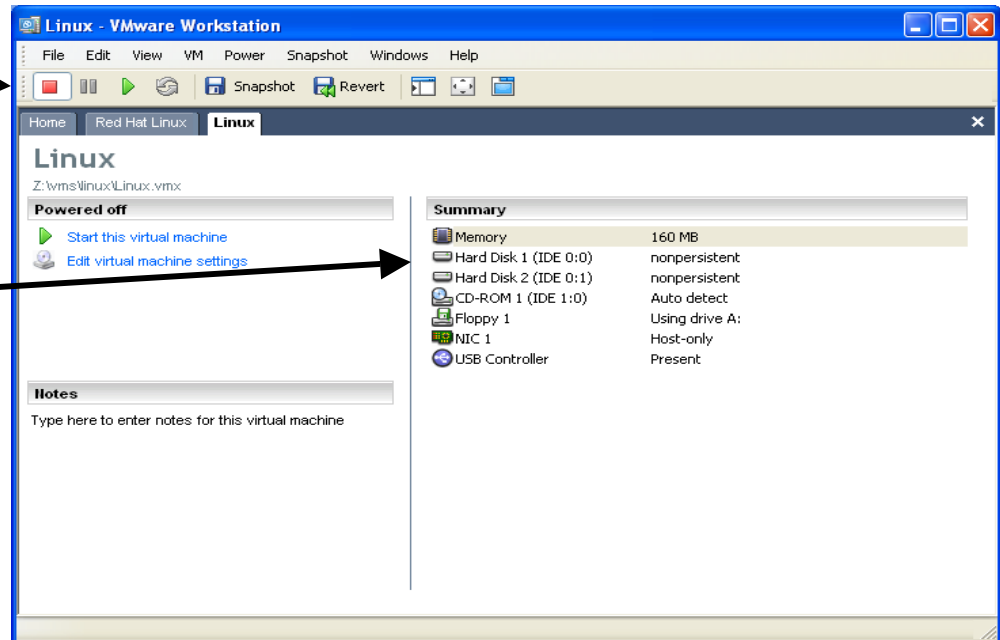 Linux - VMware Workstation
File Edit View VM Power Snapshot Windows Help
Snapshot Revert
Home Red Hat Linux Linux
Linux
Z:\vms\linux\Linux.vmx
Powered off
Start this virtual machine
Edit virtual machine settings
Notes
Type here to enter notes for this virtual machine
Summary
Memory 160 MB
Hard Disk 1 (IDE 0:0) nonpersistent
Hard Disk 2 (IDE 0:1) nonpersistent
CD-ROM 1 (IDE 1:0) Auto detect
Floppy 1 Using drive A:
NIC 1 Host-only
USB Controller Present